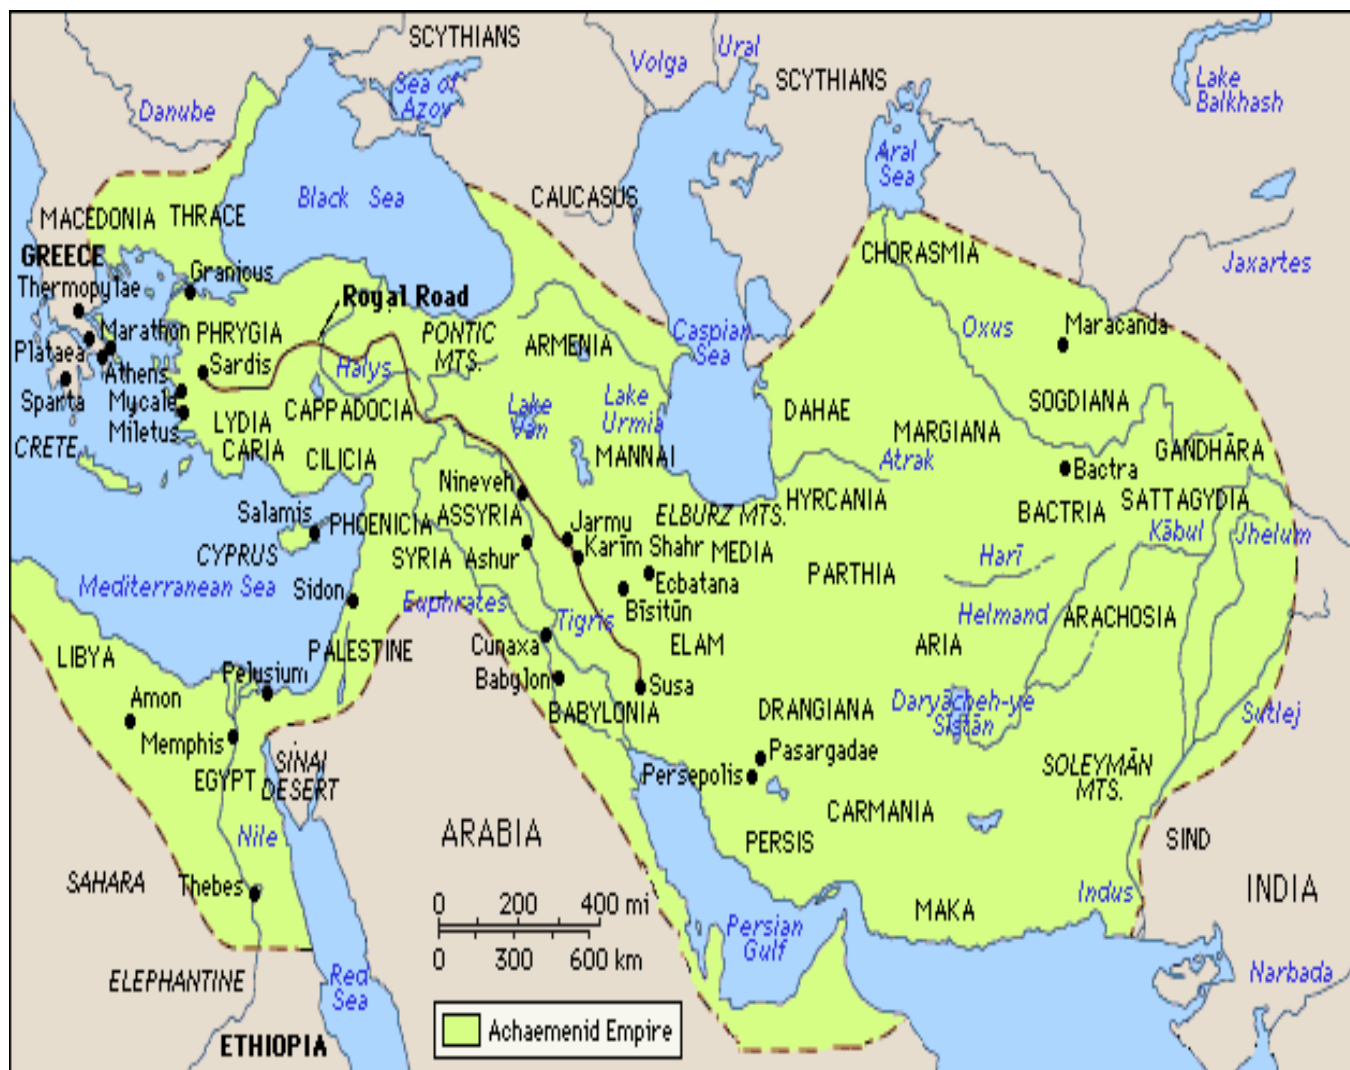 SCYTHIANS
Ural
Volga
Sea of
Azov
SCYTHIANS
Lake
Balkhash
Danube
Aral
Sea
Black Sea
CAUCASUS
MACEDONIA
THRACE
GREECE
CHORASMIA
Jaxartes
Granicus
Thermopylae
Royal Road
Oxus
Maracanda
Caspian
Sea
Marathon
PHRYGIA
PONTIC
MTS.
ARMENIA
Plataea
Sardis
Halys
Athens
Sparta
Mycale
Miletus
LYDIA
CAPPADOCIA
Lake
Van
Lake
Urmia
DAHAE
SOGDIANA
MARGIANA
CRETE
CARIA
CILICIA
MANNAI
Atrak
GANDHĀRA
Bactra
Nineveh
HYRCANIA
SATTAGYDIA
BACTRIA
Salamis
PHOENICIA
ASSYRIA
Jarmu
ELBURZ MTS.
Kābul
Jhelum
CYPRUS
SYRIA
Ashur
Karīm Shahr
MEDIA
Harī
Mediterranean Sea
Sidon
Euphrates
Ecbatana
PARTHIA
Bīsitūn
Tigris
Helmand
ARACHOSIA
LIBYA
PALESTINE
Cunaxa
ELAM
ARIA
Pelusium
Babylon
Susa
Amon
BABYLONIA
DRANGIANA
Daryācheh-ye
Sīstān
Sutlej
Memphis
SINAI
DESERT
EGYPT
Pasargadae
Persepolis
SOLEYMĀN
MTS.
Nile
ARABIA
CARMANIA
PERSIS
SIND
SAHARA
Thebes
INDIA
Indus
0 200 400 mi
0 300 600 km
MAKA
Persian
Gulf
ELEPHANTINE
Red
Sea
Narbada
Achaemenid Empire
ETHIOPIA